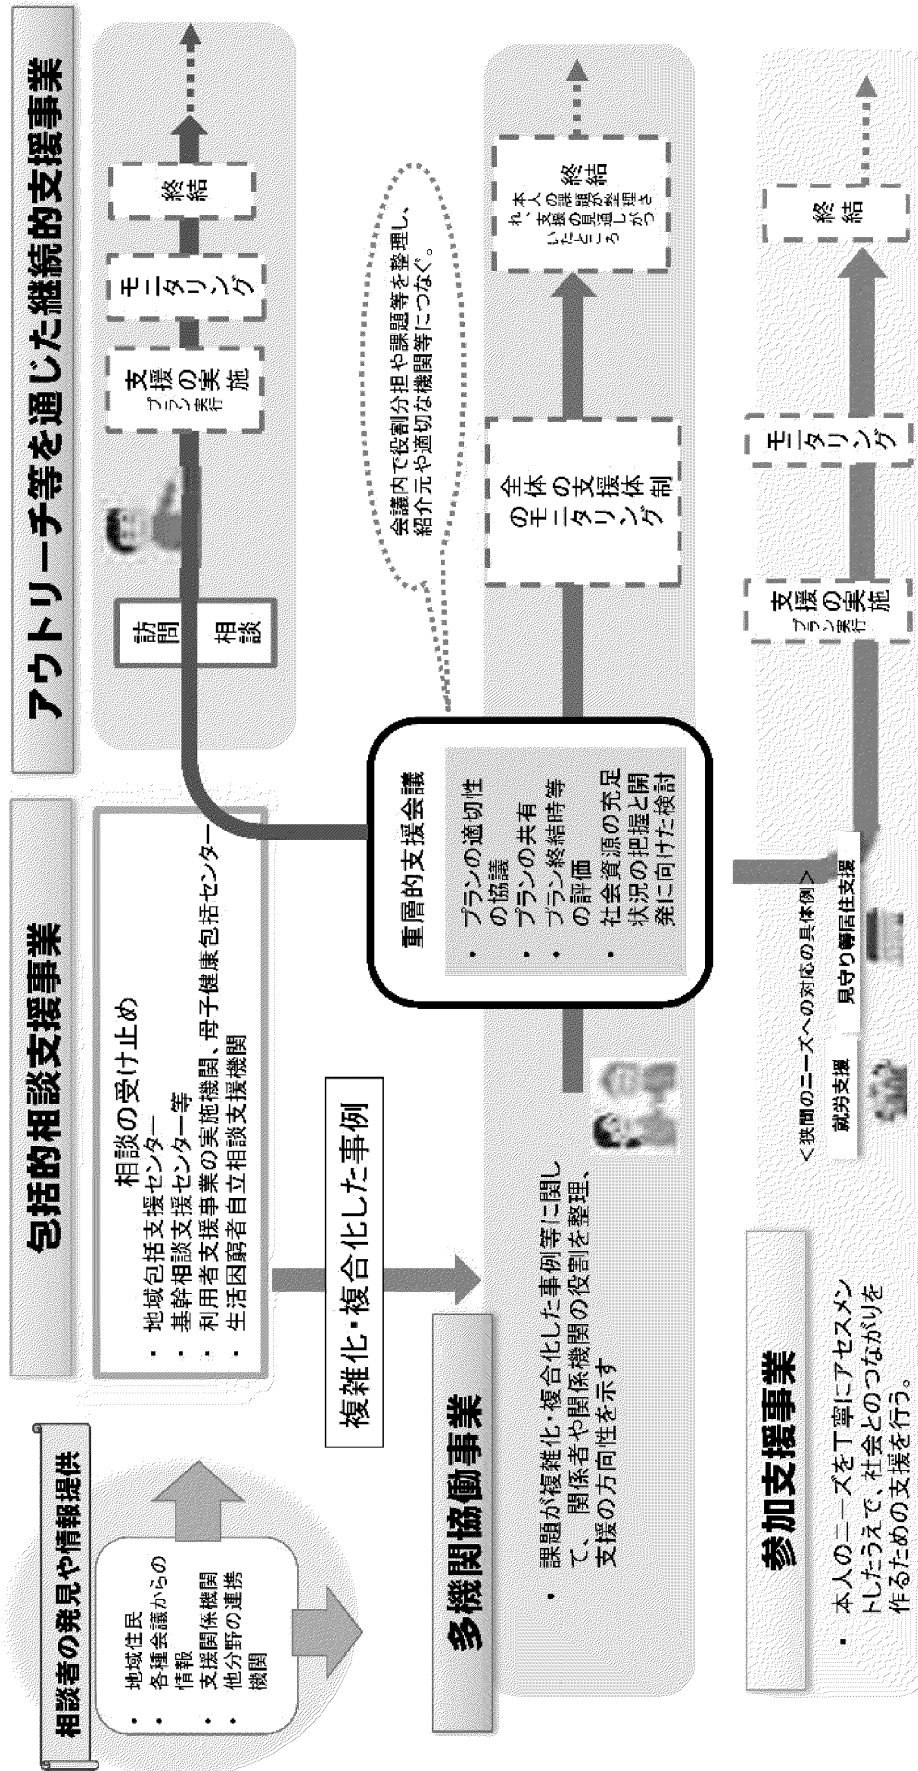 相談者の発見や情報提供
・ 地域住民
・ 各種会議からの
情報
・ 支援関係機関
・ 他分野の連携
機関
包括的相談支援事業
相談の受け止め
・ 地域包括支援センター
・ 基幹相談支援センター等
・ 利用者支援事業の実施機関、母子健康包括センター
・ 生活困窮者自立相談支援機関
複雑化・複合化した事例
アウトリーチ等を通じた継続的支援事業
訪問
相談
支援の実施
プラン実行
モニタリング
終結
会議内で役割分担や課題等を整理し、
紹介元や適切な機関等につなぐ。
多機関協働事業
・ 課題が複雑化・複合化した事例等に関し
て、関係者や関係機関の役割を整理、
支援の方向性を示す
重層的支援会議
・ プランの適切性
の協議
・ プランの共有
・ プラン終結時等
の評価
・ 社会資源の充足
状況の把握と開
発に向けた検討
全体の支援体制
のモニタリング
終結
本人の課題が整理さ
れ、支援の見通しがつ
いたところ
参加支援事業
・ 本人のニーズを丁寧にアセスメン
トしたうえで、社会とのつながりを
作るための支援を行う。
<狭間のニーズへの対応の具体例>
就労支援
見守り等居住支援
支援の実施
プラン実行
モニタリング
終結